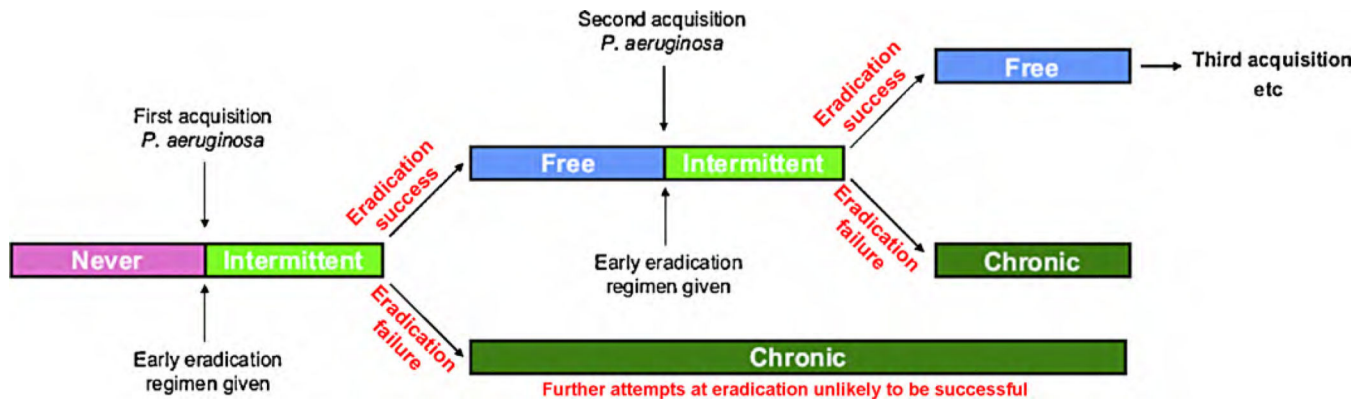 First acquisition
P. aeruginosa
Never
Intermittent
Early eradication
regimen given
Eradication
success
Eradication
failure
Second acquisition
P. aeruginosa
Free
Intermittent
Early eradication
regimen given
Eradication
success
Eradication
failure
Free
Third acquisition
etc
Chronic
Chronic
Further attempts at eradication unlikely to be successful